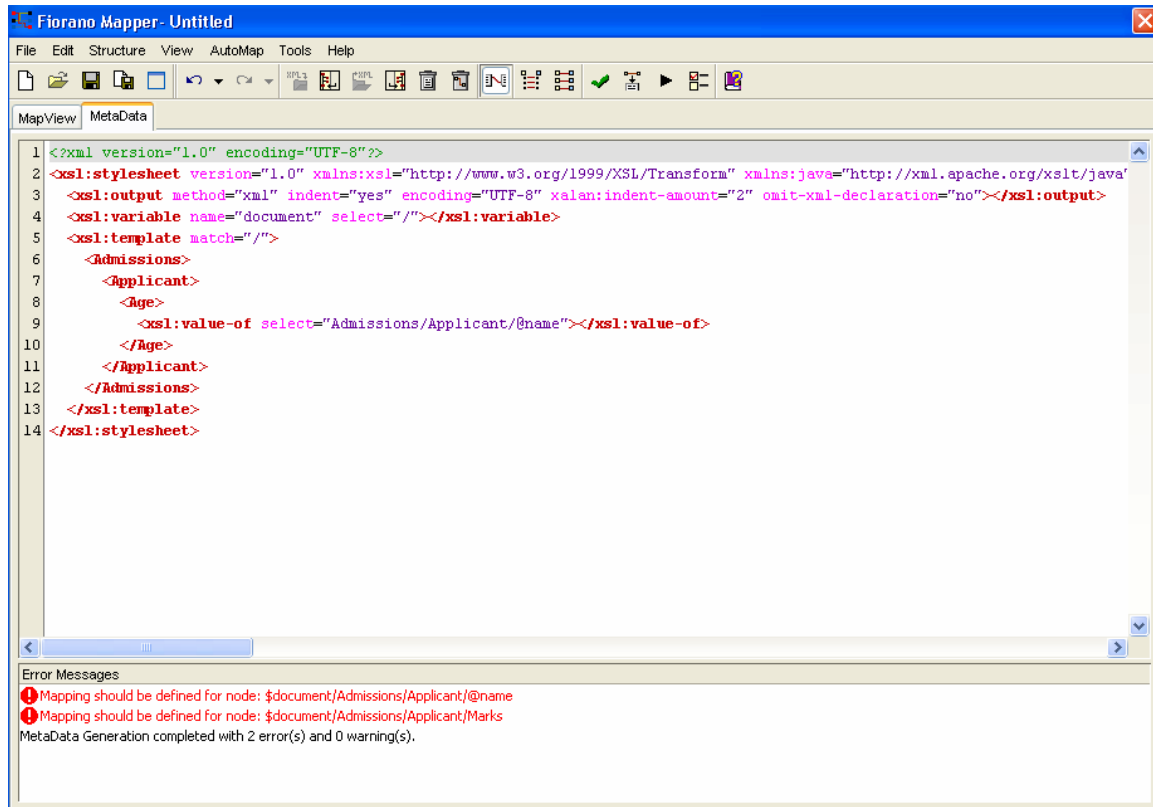 Fiorano Mapper- Untitled
File Edit Structure View AutoMap Tools Help
MapView MetaData
1 <?xml version="1.0" encoding="UTF-8"?>
2 <xsl:stylesheet version="1.0" xmlns:xsl="http://www.w3.org/1999/XSL/Transform" xmlns:java="http://xml.apache.org/xslt/java"
3 <xsl:output method="xml" indent="yes" encoding="UTF-8" xalan:indent-amount="2" omit-xml-declaration="no"></xsl:output>
4 <xsl:variable name="document" select="/"></xsl:variable>
5 <xsl:template match="/">
6 <Admissions>
7 <Applicant>
8 <Age>
9 <xsl:value-of select="Admissions/Applicant/@name"></xsl:value-of>
10 </Age>
11 </Applicant>
12 </Admissions>
13 </xsl:template>
14 </xsl:stylesheet>
Error Messages
Mapping should be defined for node: $document/Admissions/Applicant/@name
Mapping should be defined for node: $document/Admissions/Applicant/Marks
MetaData Generation completed with 2 error(s) and 0 warning(s).